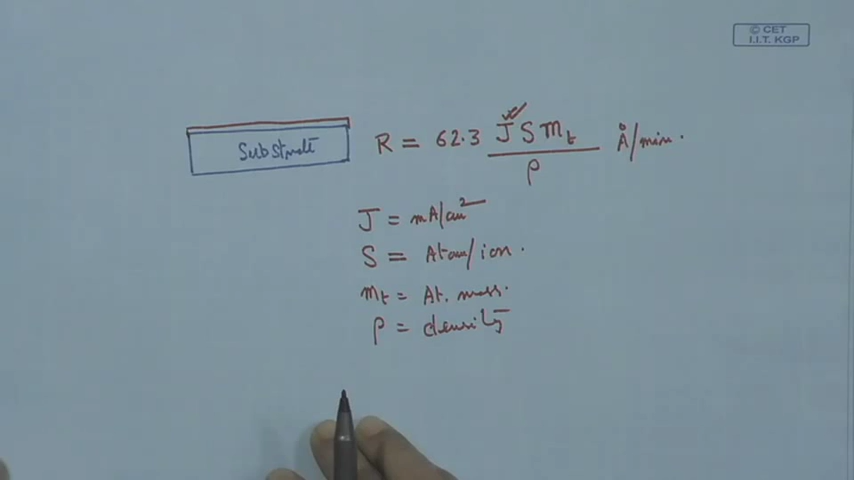 © CET
I.I.T. KGP
Substrate
R = 62.3 J S m_t / ρ Å/min.
J = mA/cm²
S = Atom/ion.
m_t = At. mass.
ρ = density